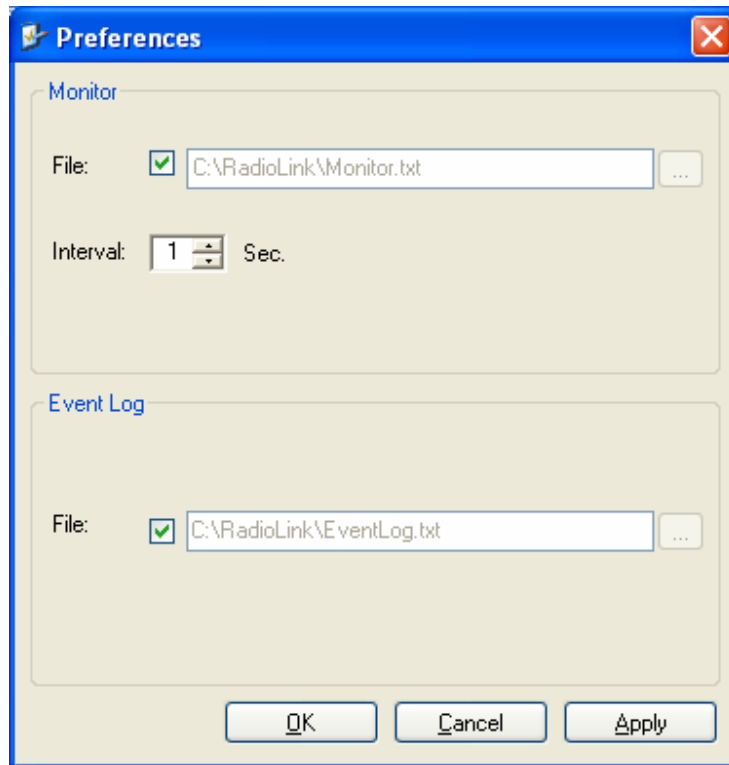 Preferences
Monitor
File: C:\RadioLink\Monitor.txt ...
Interval: 1 Sec.
Event Log
File: C:\RadioLink\EventLog.txt ...
OK Cancel Apply